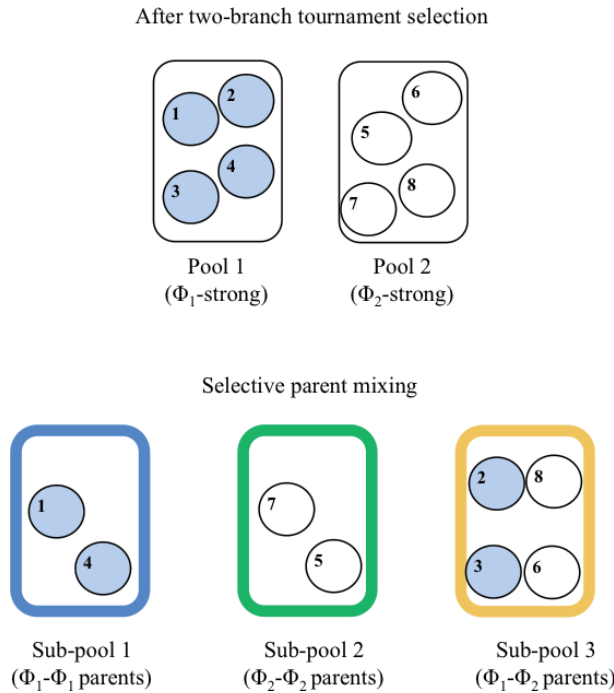 After two-branch tournament selection
1
2
3
4
5
6
7
8
Pool 1
(Φ₁-strong)
Pool 2
(Φ₂-strong)
Selective parent mixing
1
4
7
5
2
8
3
6
Sub-pool 1
(Φ₁-Φ₁ parents)
Sub-pool 2
(Φ₂-Φ₂ parents)
Sub-pool 3
(Φ₁-Φ₂ parents)